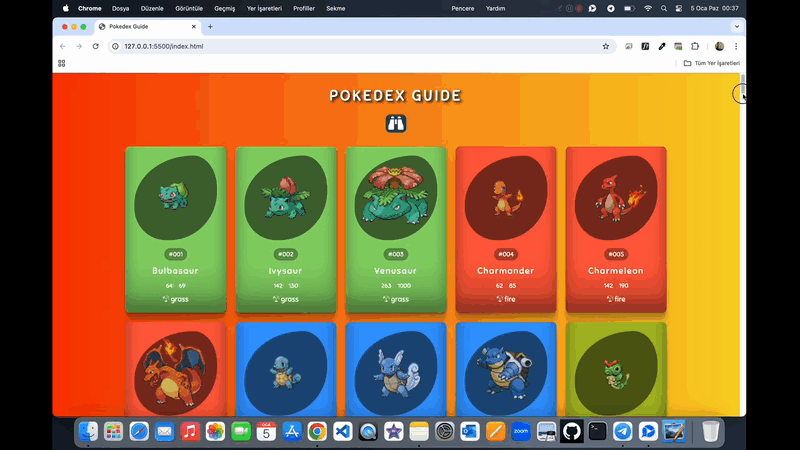 Chrome Dosya Düzenle Görüntüle Geçmiş Yer İşaretleri Profiller Sekme Pencere Yardım 5 Oca Paz 00:37
Pokedex Guide
127.0.0.1:5500/index.html
Tüm Yer İşaretleri
POKEDEX GUIDE
#001 #002 #003 #004 #005
Bulbasaur Ivysaur Venusaur Charmander Charmeleon
64 69 142 130 263 1000 62 85 142 190
grass grass grass fire fire
OCA
5
zoom